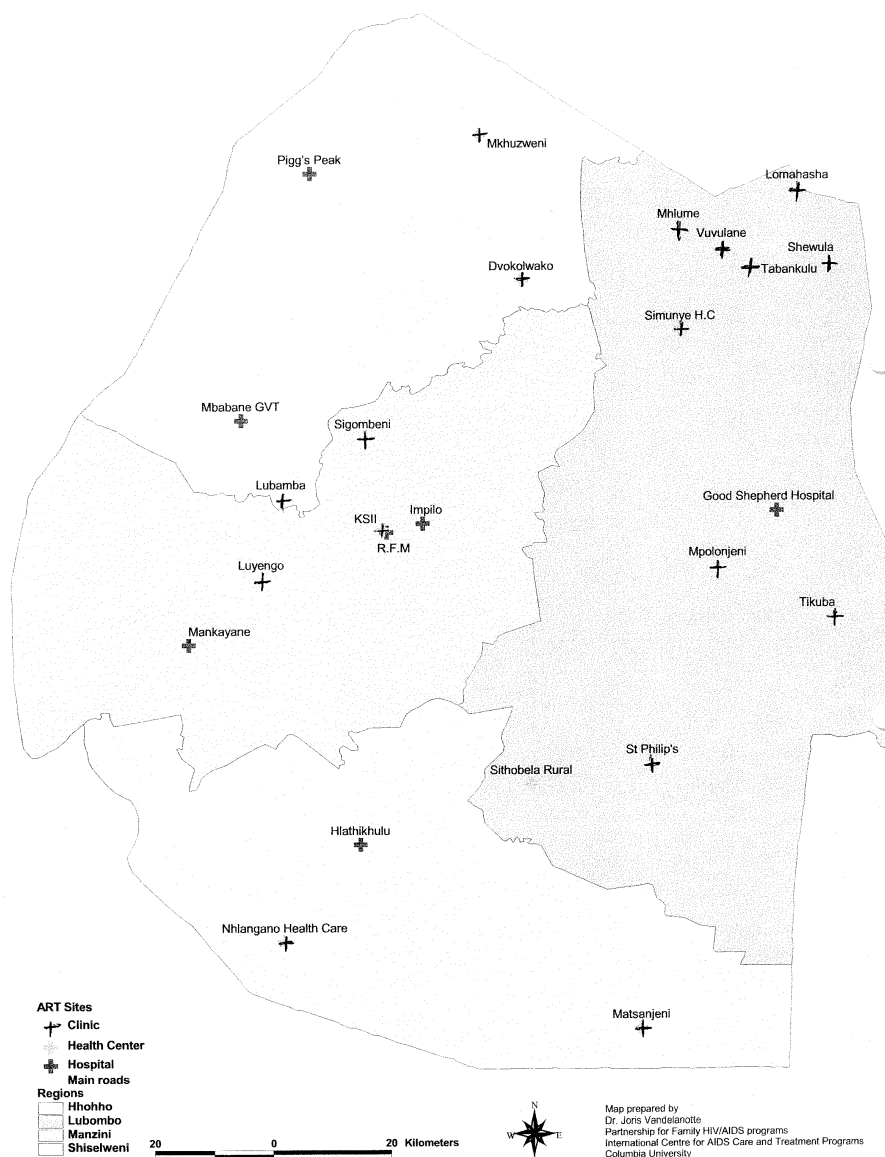 Mkhuzweni
Pigg's Peak
Lomahasha
Mhlume
Vuvulane
Shewula
Dvokolwako
Tabankulu
Simunye H.C
Mbabane GVT
Sigombeni
Lubamba
Good Shepherd Hospital
KSII
Impilo
R.F.M
Mpolonjeni
Luyengo
Tikuba
Mankayane
St Philip's
Sithobela Rural
Hlathikhulu
Nhlangano Health Care
Matsanjeni
ART Sites
Clinic
Health Center
Hospital
Main roads
Regions
Hhohho
Lubombo
Manzini
Shiselweni
20 0 20 Kilometers
N
W E
Map prepared by
Dr. Joris Vandelanotte
Partnership for Family HIV/AIDS programs
International Centre for AIDS Care and Treatment Programs
Columbia University